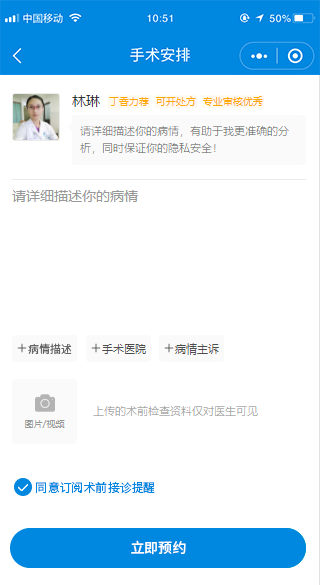 中国移动 10:51 50%
手术安排
林琳 丁香力荐 可开处方 专业审核优秀
请详细描述你的病情，有助于我更准确的分
析，同时保证你的隐私安全！
请详细描述你的病情
+病情描述 +手术医院 +病情主诉
图片/视频 上传的术前检查资料仅对医生可见
同意订阅术前接诊提醒
立即预约